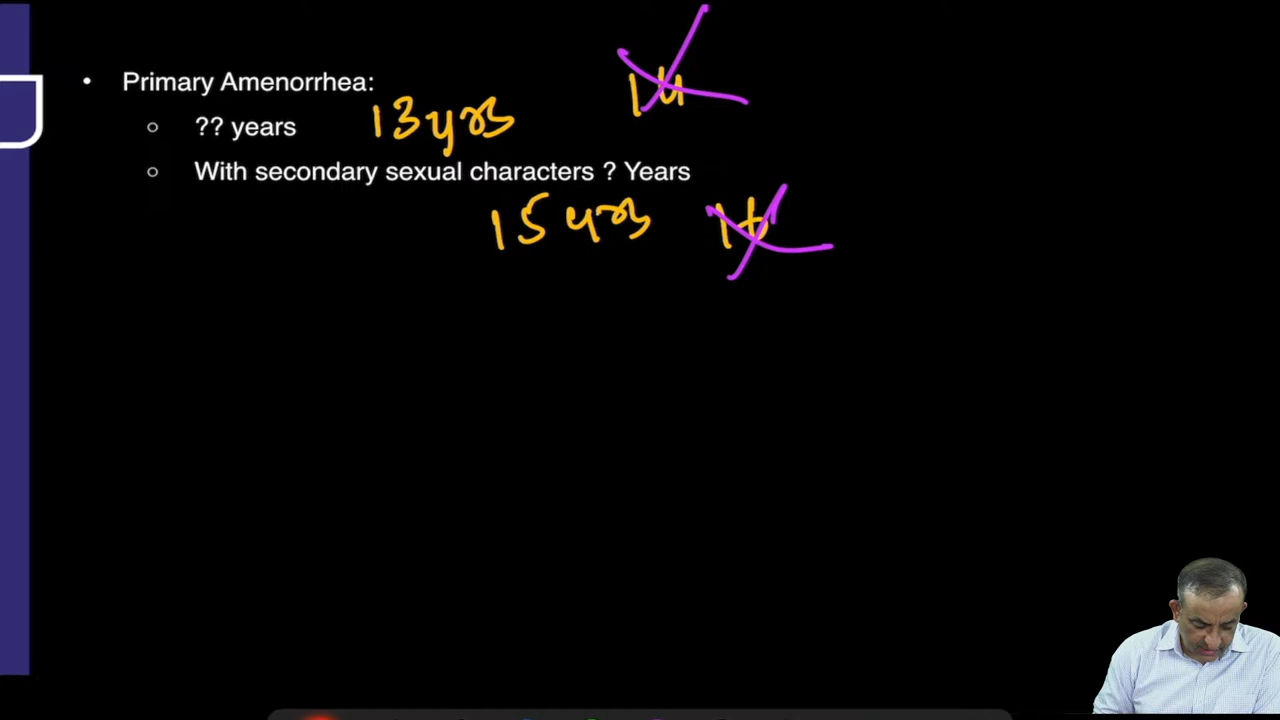 • Primary Amenorrhea: 14
○ ?? years 13 yrs
○ With secondary sexual characters ? Years
15 yrs 16